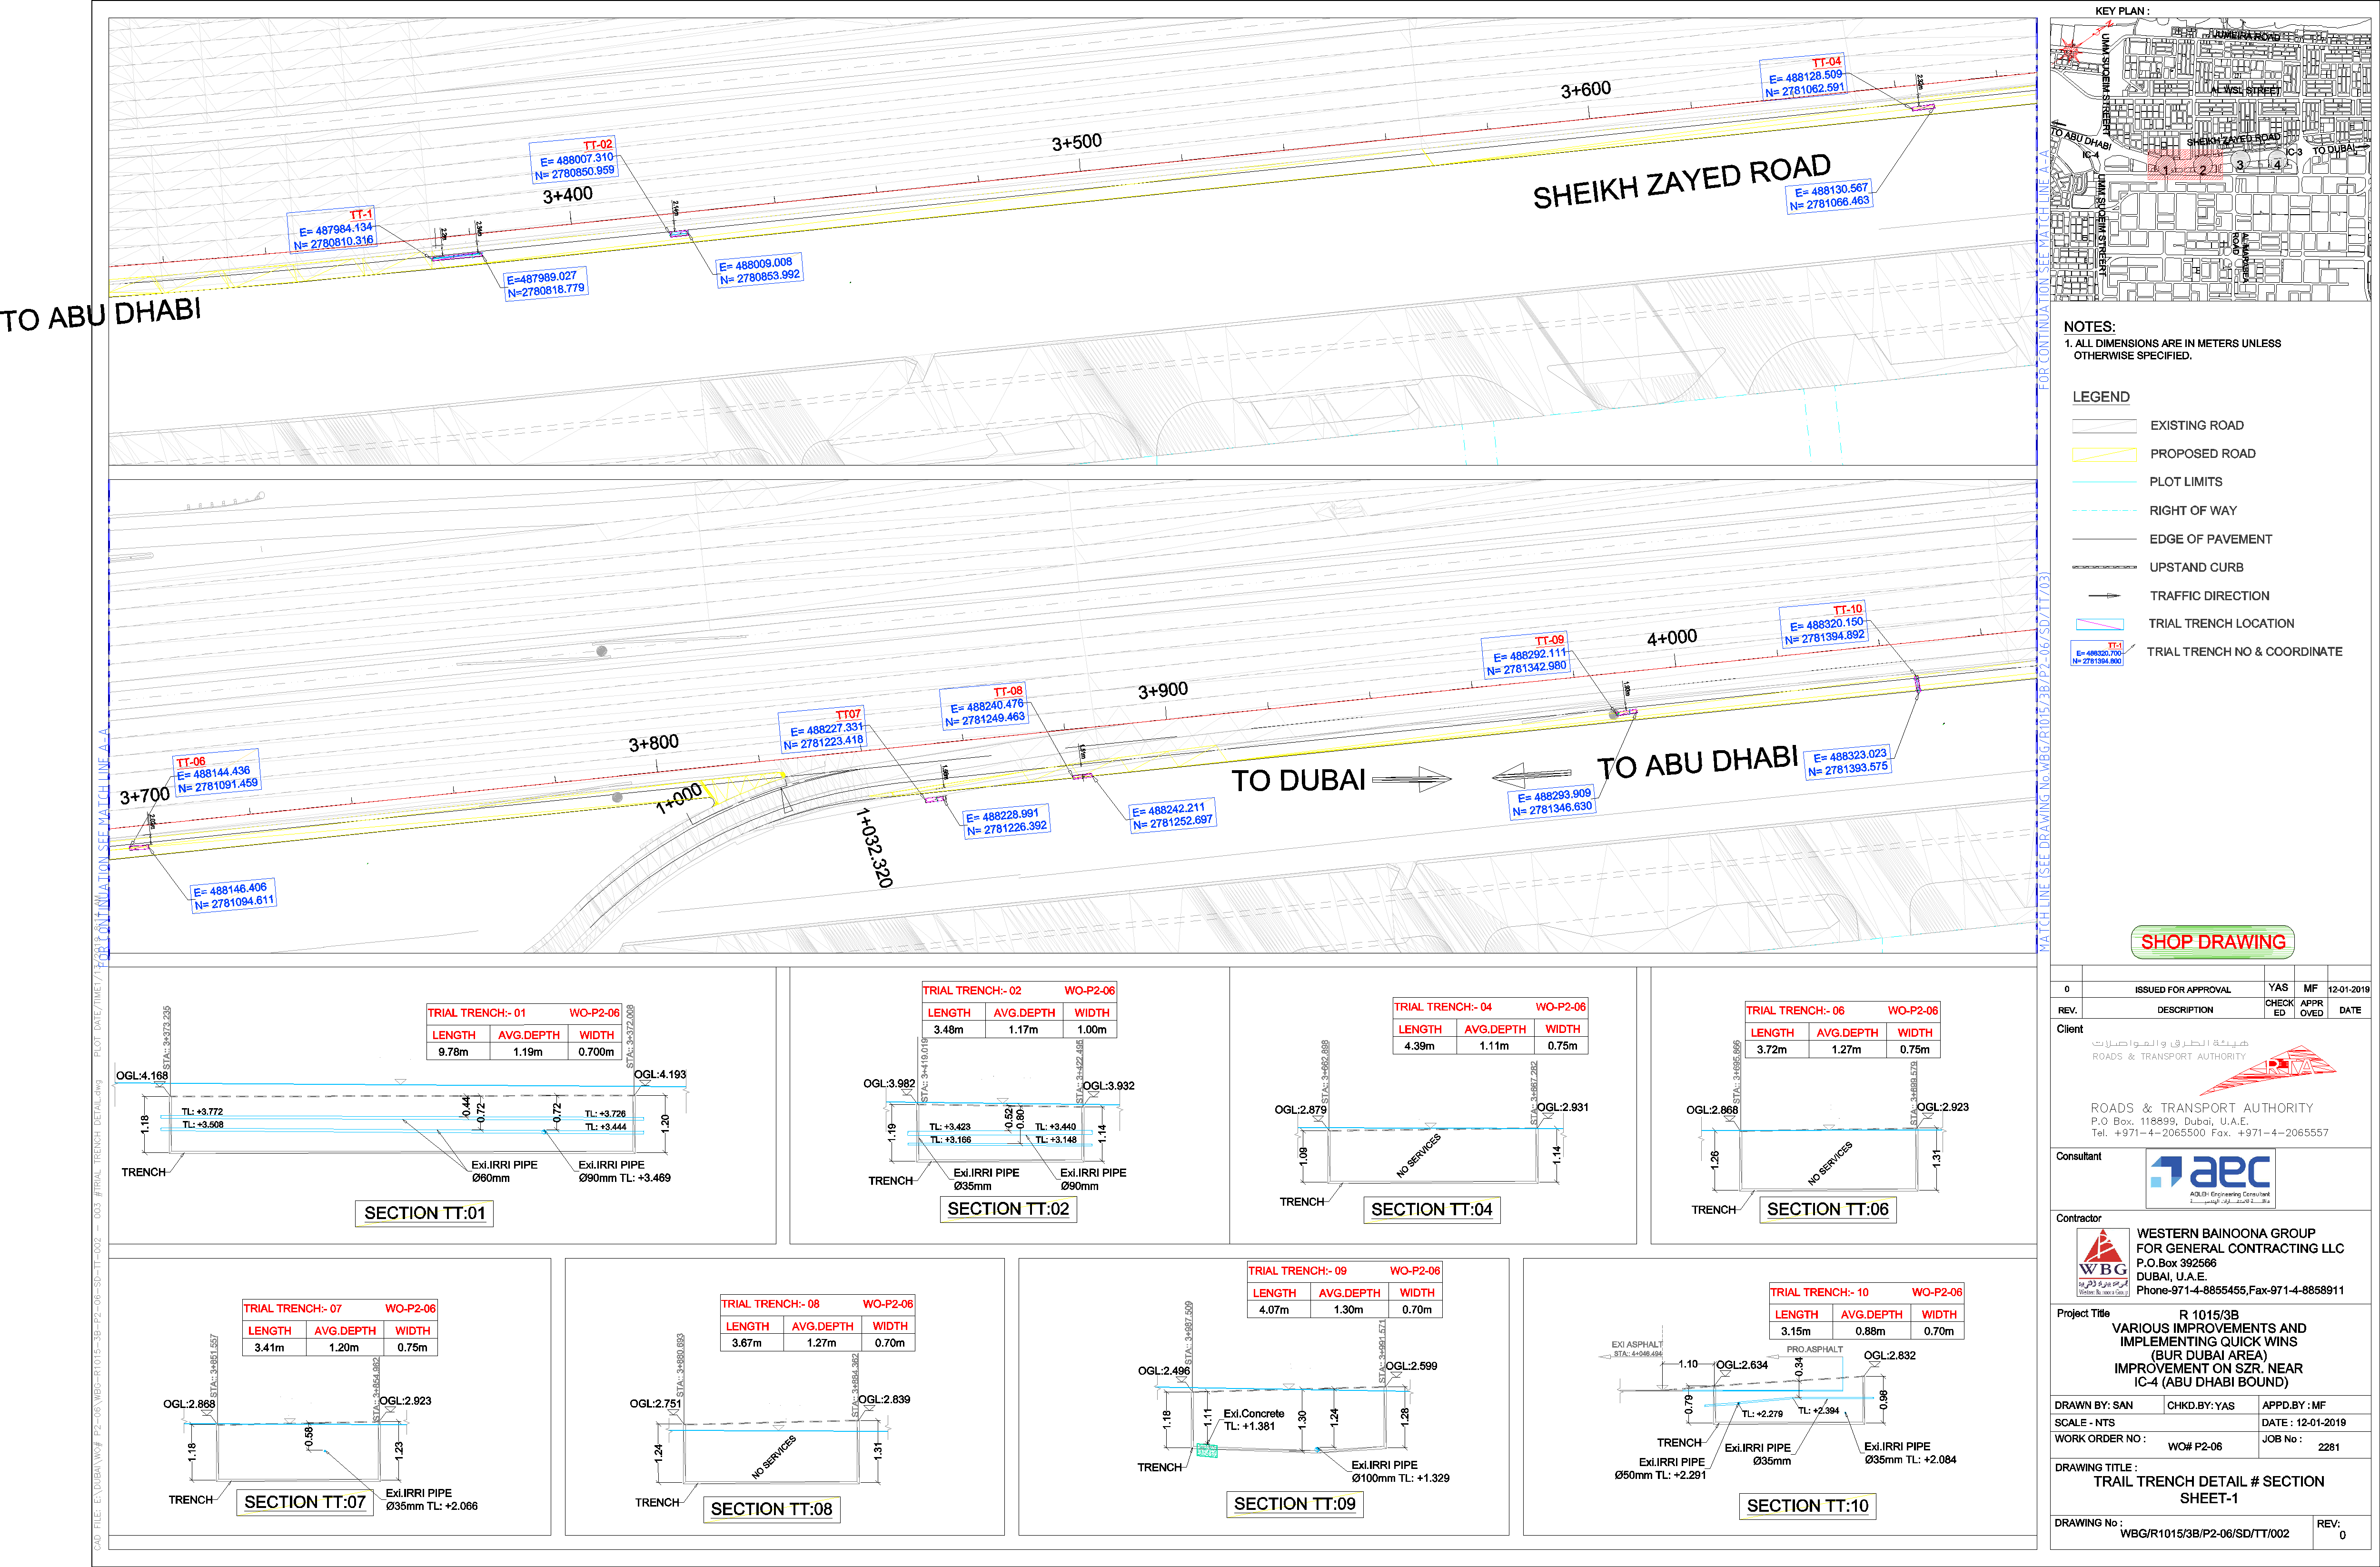 KEY PLAN :
JUMEIRA ROAD
UMM SUQEIM STREERT
AL WSL STREET
TO ABU DHABI
SHEIKH ZAYED ROAD
IC-4
IC-3
TO DUBAI
1
2
3
4
UMM SUQEIM STREERT
AL MARABEA
ROAD
TT-04
E= 488128.509
N= 2781062.591
2.32m
3+600
TT-02
E= 488007.310
N= 2780850.959
3+500
3+400
SHEIKH ZAYED ROAD
E= 488130.567
N= 2781066.463
TT-1
E= 487984.134
N= 2780810.316
E=487989.027
N=2780818.779
E= 488009.008
N= 2780853.992
TO ABU DHABI
FOR CONTINUATION SEE MATCH LINE A-A
TT-10
E= 488320.150
N= 2781394.892
TT-09
E= 488292.111
N= 2781342.980
4+000
TT-08
E= 488240.476
N= 2781249.463
3+900
TT07
E= 488227.331
N= 2781223.418
3+800
TT-06
E= 488144.436
N= 2781091.459
3+700
1+000
1+032.320
TO DUBAI
TO ABU DHABI
E= 488323.023
N= 2781393.575
E= 488293.909
N= 2781346.630
E= 488242.211
N= 2781252.697
E= 488228.991
N= 2781226.392
E= 488146.406
N= 2781094.611
FOR CONTINUATION SEE MATCH LINE A-A
MATCH LINE (SEE DRAWING No.WBG/R1015/3B/P2-06/SD/TT/03)
NOTES:
1. ALL DIMENSIONS ARE IN METERS UNLESS
OTHERWISE SPECIFIED.
LEGEND
EXISTING ROAD
PROPOSED ROAD
PLOT LIMITS
RIGHT OF WAY
EDGE OF PAVEMENT
UPSTAND CURB
TRAFFIC DIRECTION
TRIAL TRENCH LOCATION
TT-1
E= 488320.700
N= 2781394.800
TRIAL TRENCH NO & COORDINATE
SHOP DRAWING
TRIAL TRENCH:- 01 WO-P2-06
LENGTH AVG.DEPTH WIDTH
9.78m 1.19m 0.700m
STA:: 3+373.235
STA:: 3+372.008
OGL:4.168
OGL:4.193
TL: +3.772
TL: +3.508
TL: +3.726
TL: +3.444
0.44
0.72
0.72
1.18
1.20
TRENCH
Exi.IRRI PIPE
Ø60mm
Exi.IRRI PIPE
Ø90mm TL: +3.469
SECTION TT:01
TRIAL TRENCH:- 02 WO-P2-06
LENGTH AVG.DEPTH WIDTH
3.48m 1.17m 1.00m
STA:: 3+419.019
STA:: 3+422.495
OGL:3.982
OGL:3.932
TL: +3.423
TL: +3.166
TL: +3.440
TL: +3.148
0.52
0.80
1.19
1.14
TRENCH
Exi.IRRI PIPE
Ø35mm
Exi.IRRI PIPE
Ø90mm
SECTION TT:02
TRIAL TRENCH:- 04 WO-P2-06
LENGTH AVG.DEPTH WIDTH
4.39m 1.11m 0.75m
STA:: 3+662.898
STA:: 3+667.282
OGL:2.879
OGL:2.931
1.09
1.14
NO SERVICES
TRENCH
SECTION TT:04
TRIAL TRENCH:- 06 WO-P2-06
LENGTH AVG.DEPTH WIDTH
3.72m 1.27m 0.75m
STA:: 3+695.866
STA:: 3+699.579
OGL:2.868
OGL:2.923
1.26
1.31
NO SERVICES
TRENCH
SECTION TT:06
TRIAL TRENCH:- 07 WO-P2-06
LENGTH AVG.DEPTH WIDTH
3.41m 1.20m 0.75m
STA:: 3+851.557
STA:: 3+854.962
OGL:2.868
OGL:2.923
0.58
1.18
1.23
TRENCH
Exi.IRRI PIPE
Ø35mm TL: +2.066
SECTION TT:07
TRIAL TRENCH:- 08 WO-P2-06
LENGTH AVG.DEPTH WIDTH
3.67m 1.27m 0.70m
STA:: 3+880.693
STA:: 3+884.362
OGL:2.751
OGL:2.839
1.24
1.31
NO SERVICES
TRENCH
SECTION TT:08
TRIAL TRENCH:- 09 WO-P2-06
LENGTH AVG.DEPTH WIDTH
4.07m 1.30m 0.70m
STA:: 3+987.509
STA:: 3+991.571
OGL:2.496
OGL:2.599
1.18
1.11
Exi.Concrete
TL: +1.381
1.30
1.24
1.28
TRENCH
Exi.IRRI PIPE
Ø100mm TL: +1.329
SECTION TT:09
TRIAL TRENCH:- 10 WO-P2-06
LENGTH AVG.DEPTH WIDTH
3.15m 0.88m 0.70m
EXI ASPHALT
STA:: 4+046.494
PRO.ASPHALT
1.10
OGL:2.634
0.34
OGL:2.832
0.79
0.98
TL: +2.279
TL: +2.394
TRENCH
Exi.IRRI PIPE
Ø50mm TL: +2.291
Exi.IRRI PIPE
Ø35mm
Exi.IRRI PIPE
Ø35mm TL: +2.084
SECTION TT:10
0 ISSUED FOR APPROVAL YAS MF 12-01-2019
REV. DESCRIPTION CHECKED APPROVED DATE
Client
هيئة الطرق و المواصلات
ROADS & TRANSPORT AUTHORITY
RTA
ROADS & TRANSPORT AUTHORITY
P.O Box. 118899, Dubai, U.A.E.
Tel. +971-4-2065500 Fax. +971-4-2065557
Consultant
aec
AQLEH Engineering Consultant
Contractor
WBG
Western Bainoona Group
WESTERN BAINOONA GROUP
FOR GENERAL CONTRACTING LLC
P.O.Box 392566
DUBAI, U.A.E.
Phone-971-4-8855455,Fax-971-4-8858911
Project Title
R 1015/3B
VARIOUS IMPROVEMENTS AND
IMPLEMENTING QUICK WINS
(BUR DUBAI AREA)
IMPROVEMENT ON SZR. NEAR
IC-4 (ABU DHABI BOUND)
DRAWN BY: SAN CHKD.BY: YAS APPD.BY : MF
SCALE - NTS DATE : 12-01-2019
WORK ORDER NO : WO# P2-06 JOB No : 2281
DRAWING TITLE :
TRAIL TRENCH DETAIL # SECTION
SHEET-1
DRAWING No : WBG/R1015/3B/P2-06/SD/TT/002
REV: 0